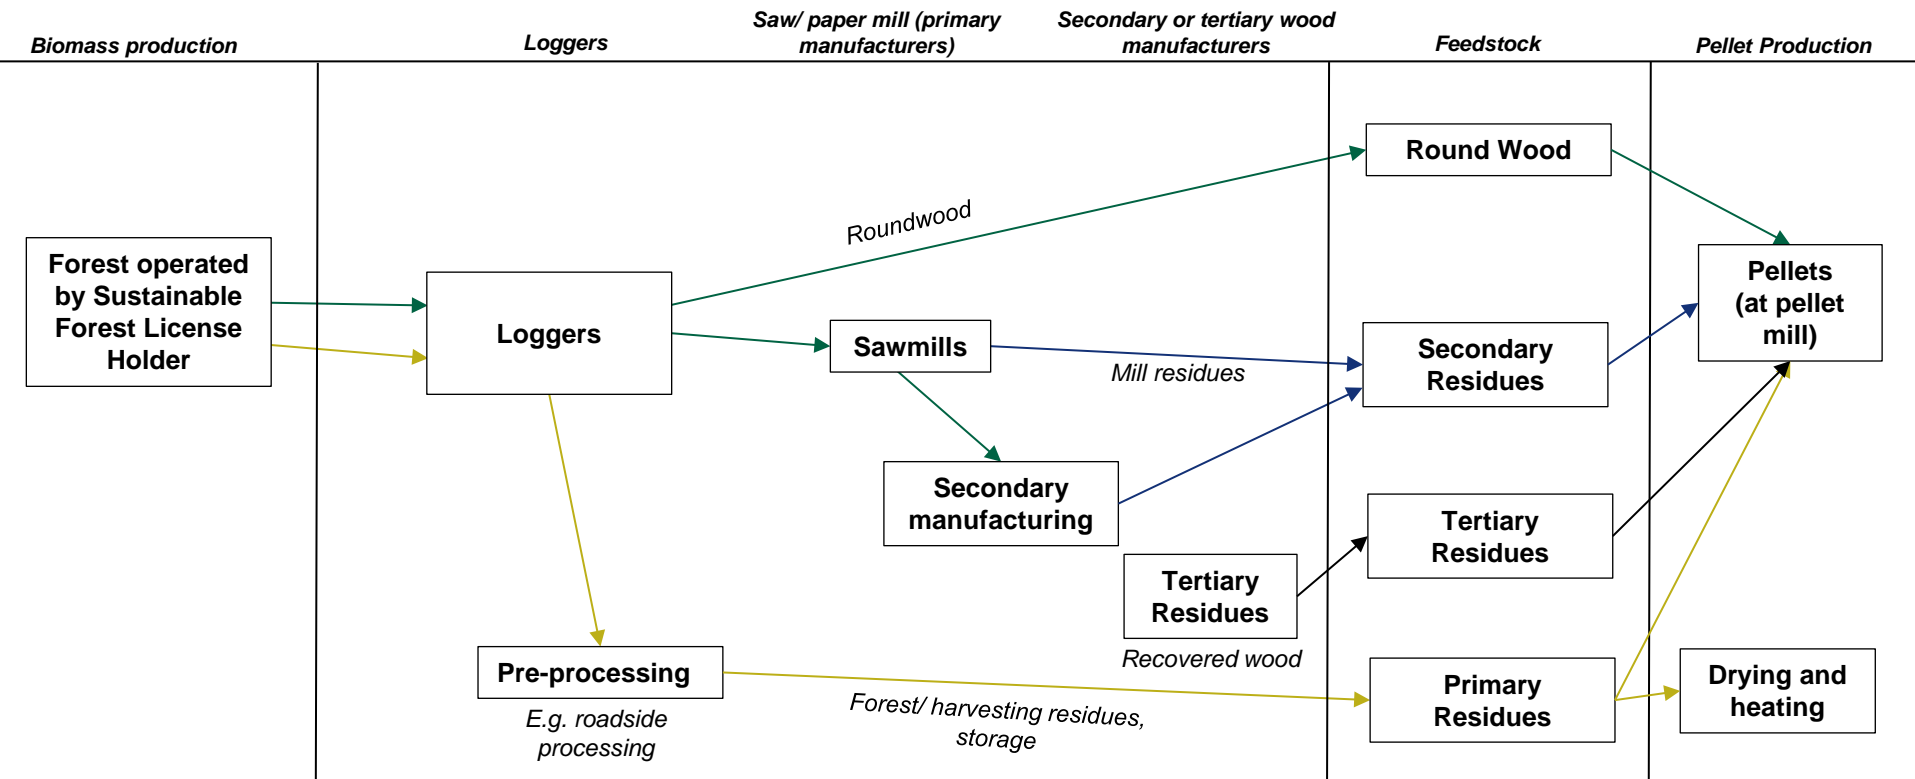 Biomass production
Loggers
Saw/ paper mill (primary
manufacturers)
Secondary or tertiary wood
manufacturers
Feedstock
Pellet Production
Round Wood
Roundwood
Forest operated
by Sustainable
Forest License
Holder
Loggers
Sawmills
Mill residues
Secondary
Residues
Pellets
(at pellet
mill)
Secondary
manufacturing
Tertiary
Residues
Tertiary
Residues
Recovered wood
Pre-processing
E.g. roadside
processing
Forest/ harvesting residues,
storage
Primary
Residues
Drying and
heating